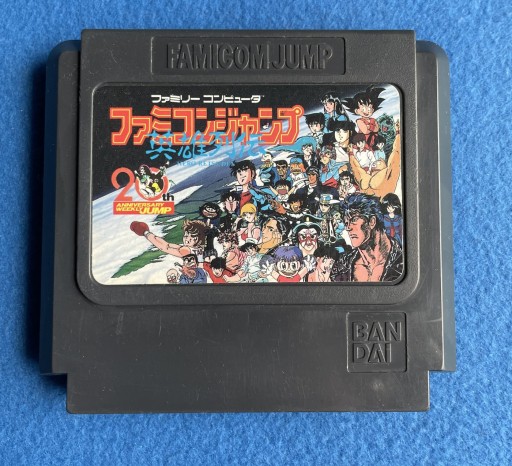 FAMICOM JUMP
ファミリー コンピュータ
ファミコンジャンプ
英雄列伝
20th
ANNIVERSARY
WEEKLY JUMP
BAN
DAI